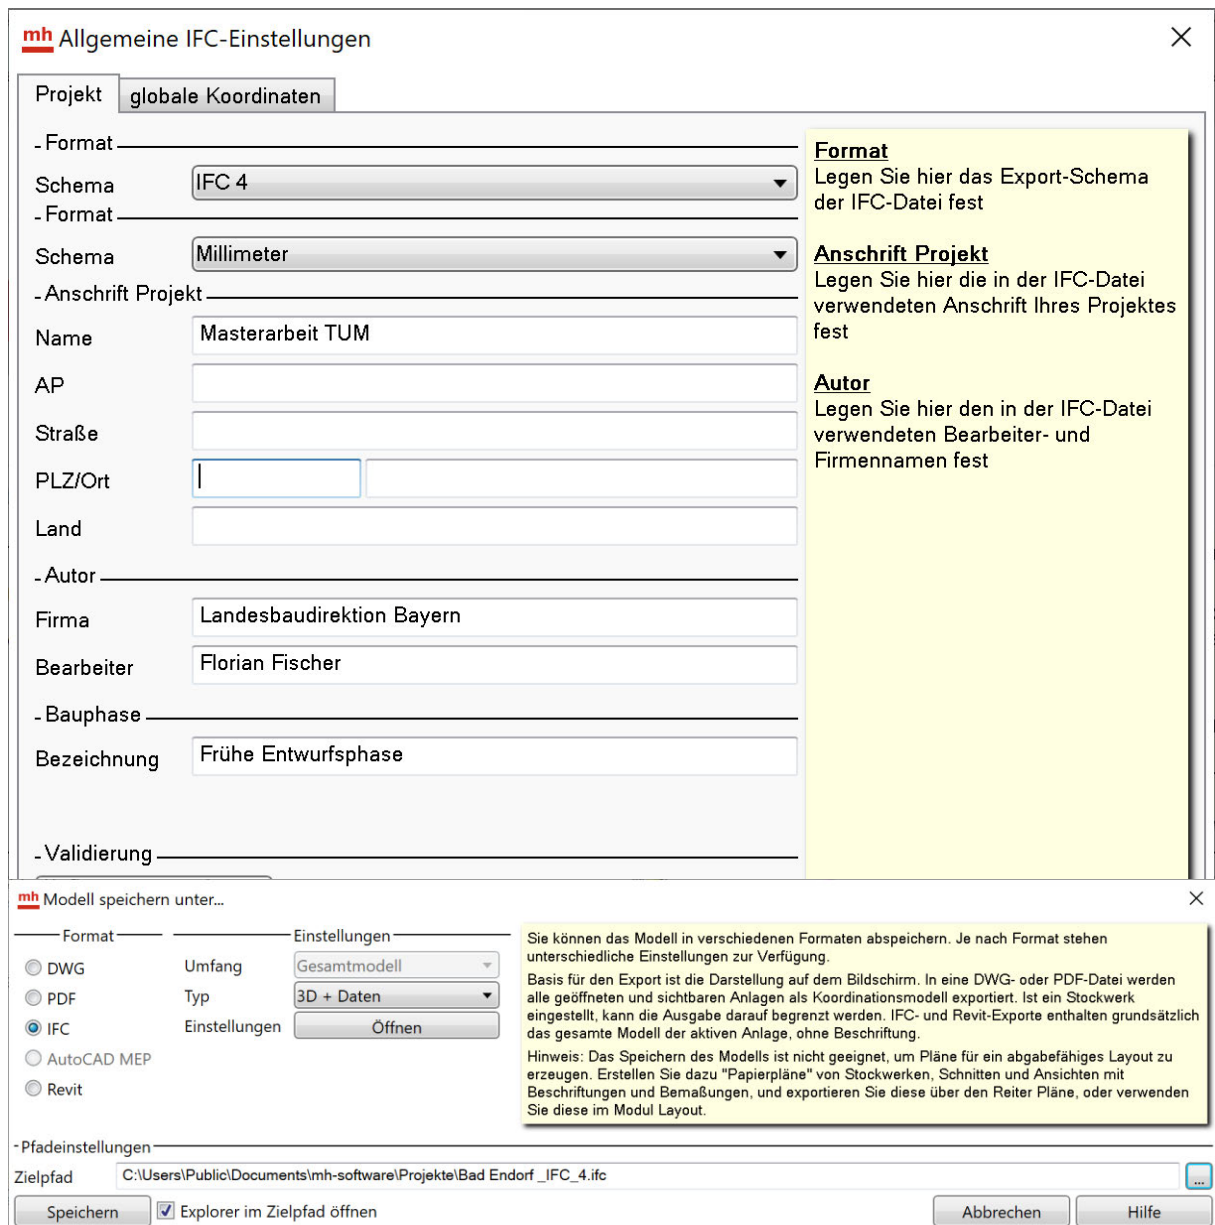 mh Allgemeine IFC-Einstellungen
Projekt globale Koordinaten
Format
Schema IFC 4
Format
Schema Millimeter
Anschrift Projekt
Name Masterarbeit TUM
AP
Straße
PLZ/Ort
Land
Autor
Firma Landesbaudirektion Bayern
Bearbeiter Florian Fischer
Bauphase
Bezeichnung Frühe Entwurfsphase
Validierung
Format
Legen Sie hier das Export-Schema
der IFC-Datei fest
Anschrift Projekt
Legen Sie hier die in der IFC-Datei
verwendeten Anschrift Ihres Projektes
fest
Autor
Legen Sie hier den in der IFC-Datei
verwendeten Bearbeiter- und
Firmennamen fest
mh Modell speichern unter...
Format
DWG
PDF
IFC
AutoCAD MEP
Revit
Einstellungen
Umfang Gesamtmodell
Typ 3D + Daten
Einstellungen Öffnen
Sie können das Modell in verschiedenen Formaten abspeichern. Je nach Format stehen
unterschiedliche Einstellungen zur Verfügung.
Basis für den Export ist die Darstellung auf dem Bildschirm. In eine DWG- oder PDF-Datei werden
alle geöffneten und sichtbaren Anlagen als Koordinationsmodell exportiert. Ist ein Stockwerk
eingestellt, kann die Ausgabe darauf begrenzt werden. IFC- und Revit-Exporte enthalten grundsätzlich
das gesamte Modell der aktiven Anlage, ohne Beschriftung.
Hinweis: Das Speichern des Modells ist nicht geeignet, um Pläne für ein abgabefähiges Layout zu
erzeugen. Erstellen Sie dazu "Papierpläne" von Stockwerken, Schnitten und Ansichten mit
Beschriftungen und Bemaßungen, und exportieren Sie diese über den Reiter Pläne, oder verwenden
Sie diese im Modul Layout.
Pfadeinstellungen
Zielpfad C:\Users\Public\Documents\mh-software\Projekte\Bad Endorf _IFC_4.ifc ...
Speichern Explorer im Zielpfad öffnen Abbrechen Hilfe